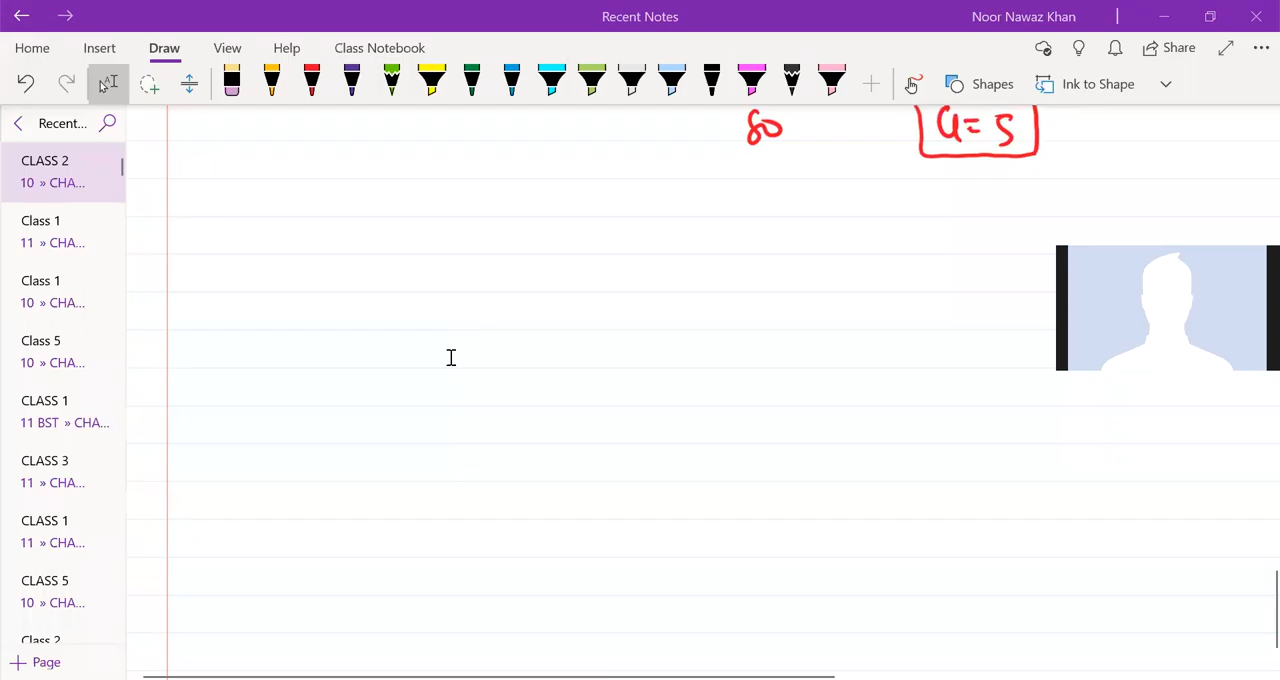 Recent Notes
Noor Nawaz Khan
Home Insert Draw View Help Class Notebook
Share
Shapes
Ink to Shape
Recent...
CLASS 2
10 » CHA...
Class 1
11 » CHA...
Class 1
10 » CHA...
Class 5
10 » CHA...
CLASS 1
11 BST » CHA...
CLASS 3
11 » CHA...
CLASS 1
11 » CHA...
CLASS 5
10 » CHA...
Class 2
Page
80
a = 5